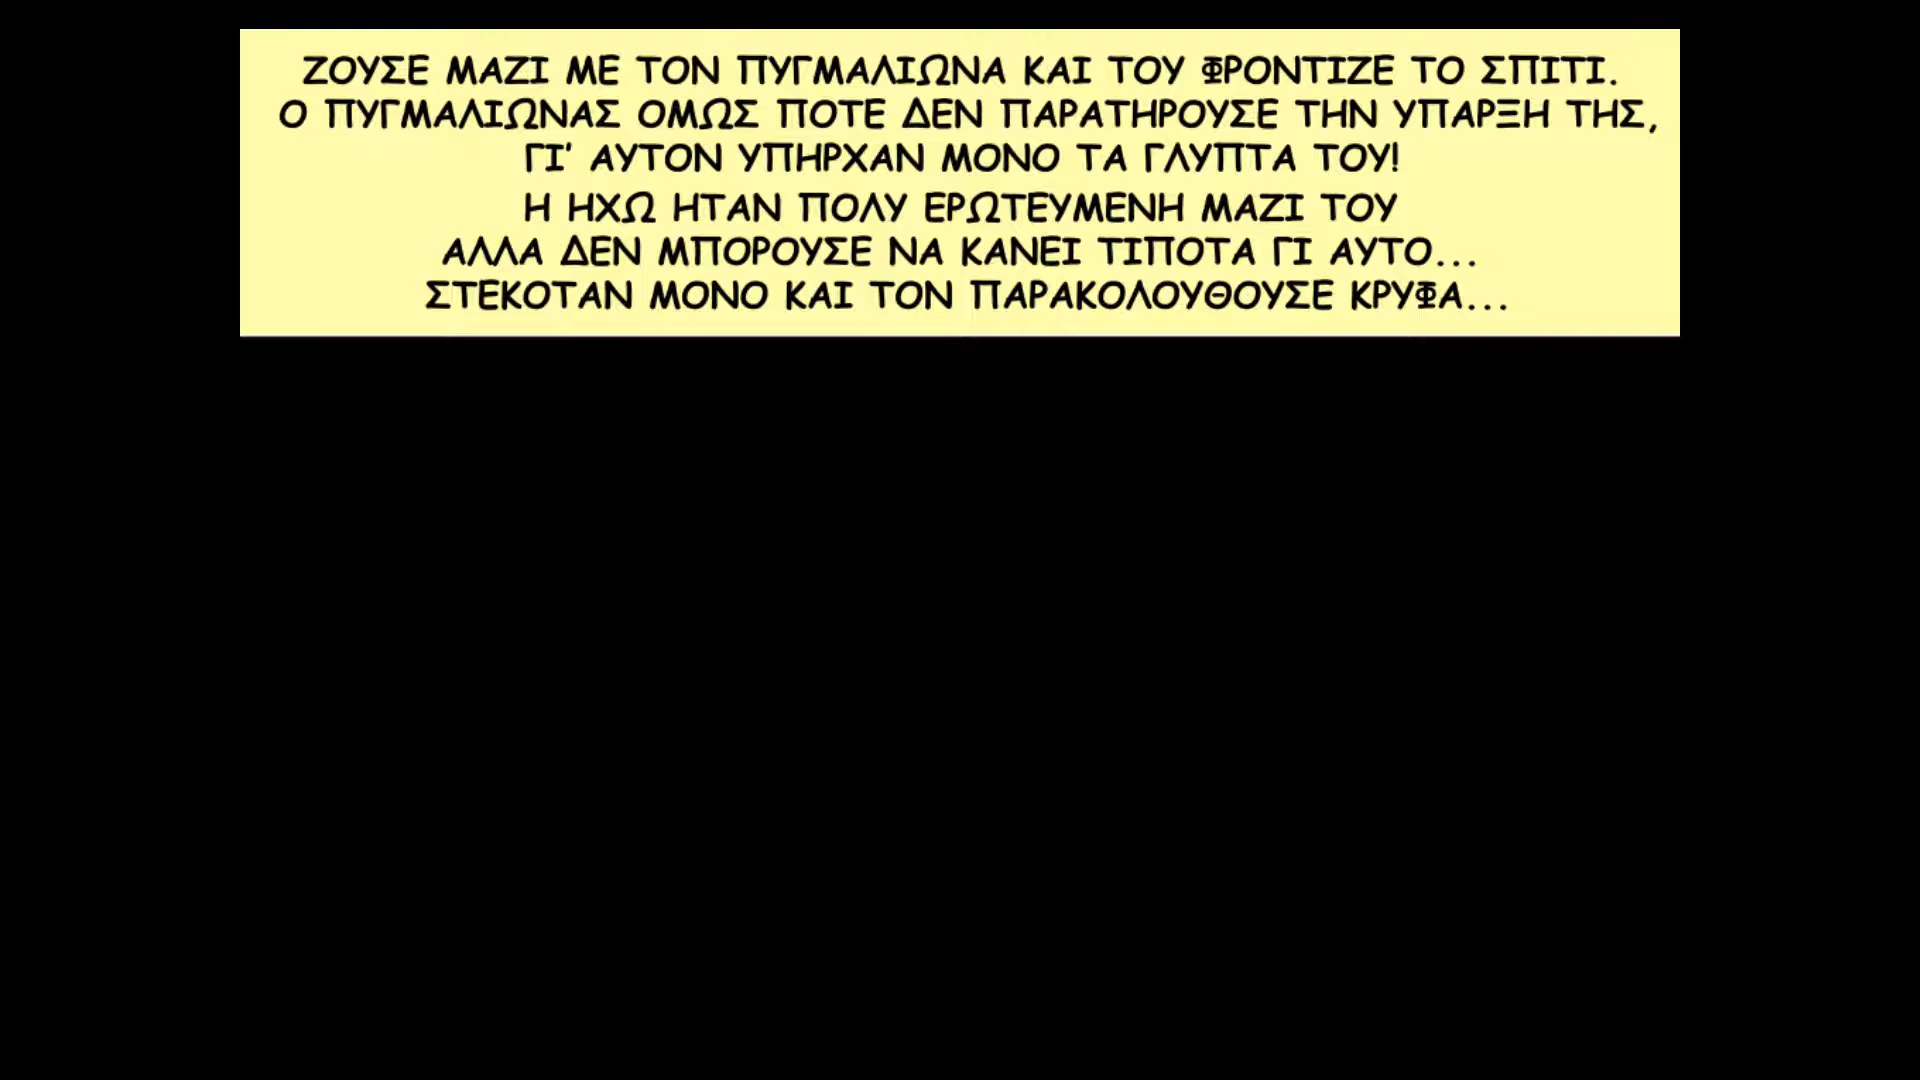 ΖΟΥΣΕ ΜΑΖΙ ΜΕ ΤΟΝ ΠΥΓΜΑΛΙΩΝΑ ΚΑΙ ΤΟΥ ΦΡΟΝΤΙΖΕ ΤΟ ΣΠΙΤΙ.
Ο ΠΥΓΜΑΛΙΩΝΑΣ ΟΜΩΣ ΠΟΤΕ ΔΕΝ ΠΑΡΑΤΗΡΟΥΣΕ ΤΗΝ ΥΠΑΡΞΗ ΤΗΣ,
ΓΙ' ΑΥΤΟΝ ΥΠΗΡΧΑΝ ΜΟΝΟ ΤΑ ΓΛΥΠΤΑ ΤΟΥ!
Η ΗΧΩ ΗΤΑΝ ΠΟΛΥ ΕΡΩΤΕΥΜΕΝΗ ΜΑΖΙ ΤΟΥ
ΑΛΛΑ ΔΕΝ ΜΠΟΡΟΥΣΕ ΝΑ ΚΑΝΕΙ ΤΙΠΟΤΑ ΓΙ ΑΥΤΟ...
ΣΤΕΚΟΤΑΝ ΜΟΝΟ ΚΑΙ ΤΟΝ ΠΑΡΑΚΟΛΟΥΘΟΥΣΕ ΚΡΥΦΑ...